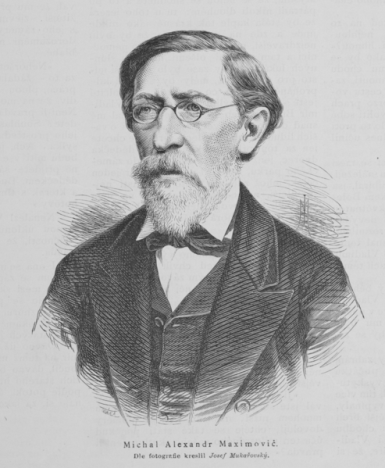 Michal Alexandr Maximovič.
Dle fotografie kreslil Josef Mukařovský.